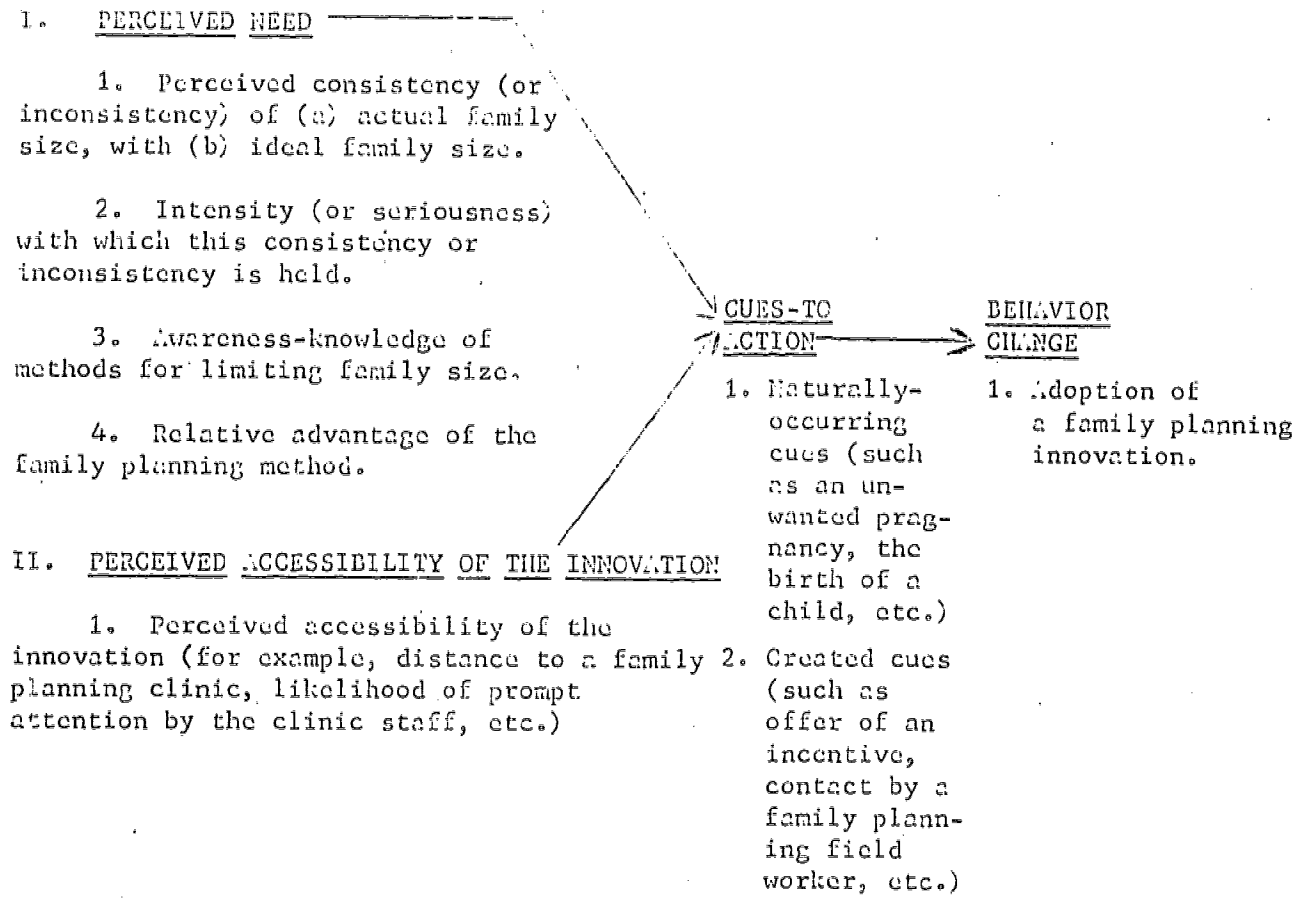 I. PERCEIVED NEED
1. Perceived consistency (or
inconsistency) of (a) actual family
size, with (b) ideal family size.
2. Intensity (or seriousness)
with which this consistency or
inconsistency is held.
3. Awareness-knowledge of
methods for limiting family size.
4. Relative advantage of the
family planning method.
II. PERCEIVED ACCESSIBILITY OF THE INNOVATION
1. Perceived accessibility of the
innovation (for example, distance to a family
planning clinic, likelihood of prompt
attention by the clinic staff, etc.)
CUES-TO
ACTION
1. Naturally-
occurring
cues (such
as an un-
wanted preg-
nancy, the
birth of a
child, etc.)
2. Created cues
(such as
offer of an
incentive,
contact by a
family plann-
ing field
worker, etc.)
BEHAVIOR
CHANGE
1. Adoption of
a family planning
innovation.